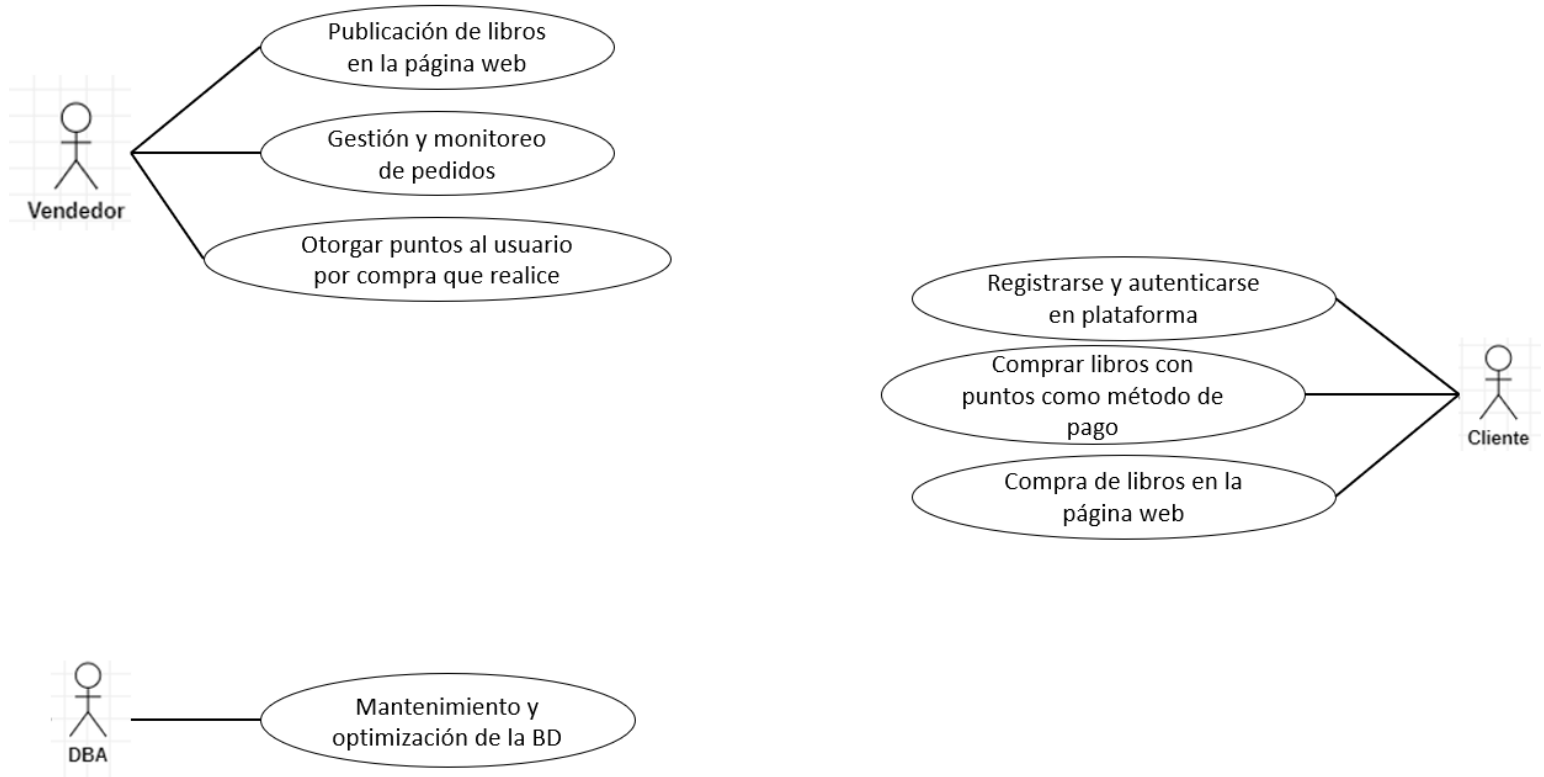 Publicación de libros
en la página web
Gestión y monitoreo
de pedidos
Vendedor
Otorgar puntos al usuario
por compra que realice
Registrarse y autenticarse
en plataforma
Comprar libros con
puntos como método de
pago
Cliente
Compra de libros en la
página web
Mantenimiento y
optimización de la BD
DBA